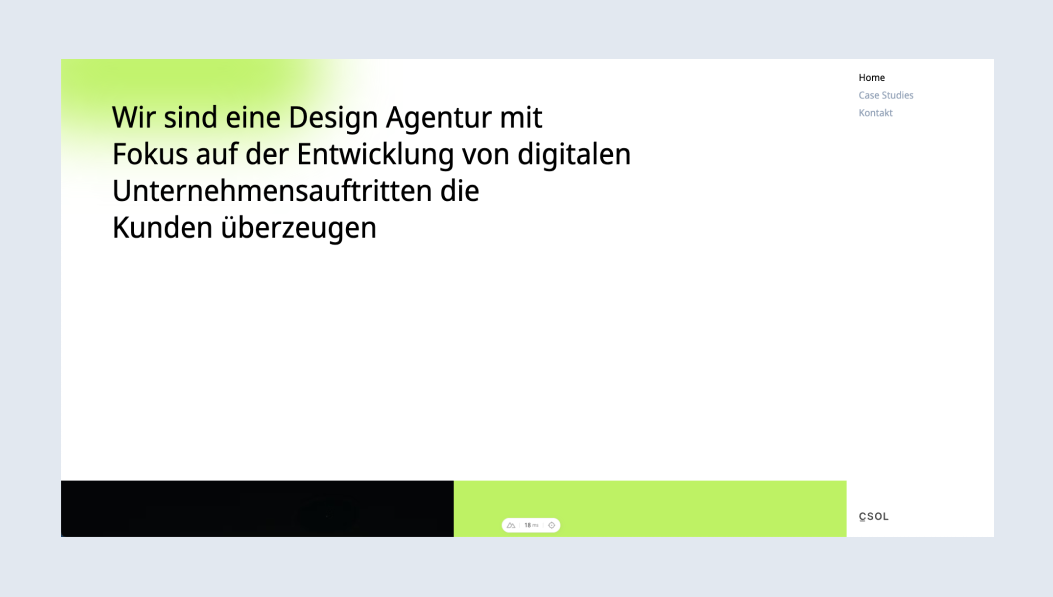 Wir sind eine Design Agentur mit
Fokus auf der Entwicklung von digitalen
Unternehmensauftritten die
Kunden überzeugen
Home
Case Studies
Kontakt
18 mi
CSOL